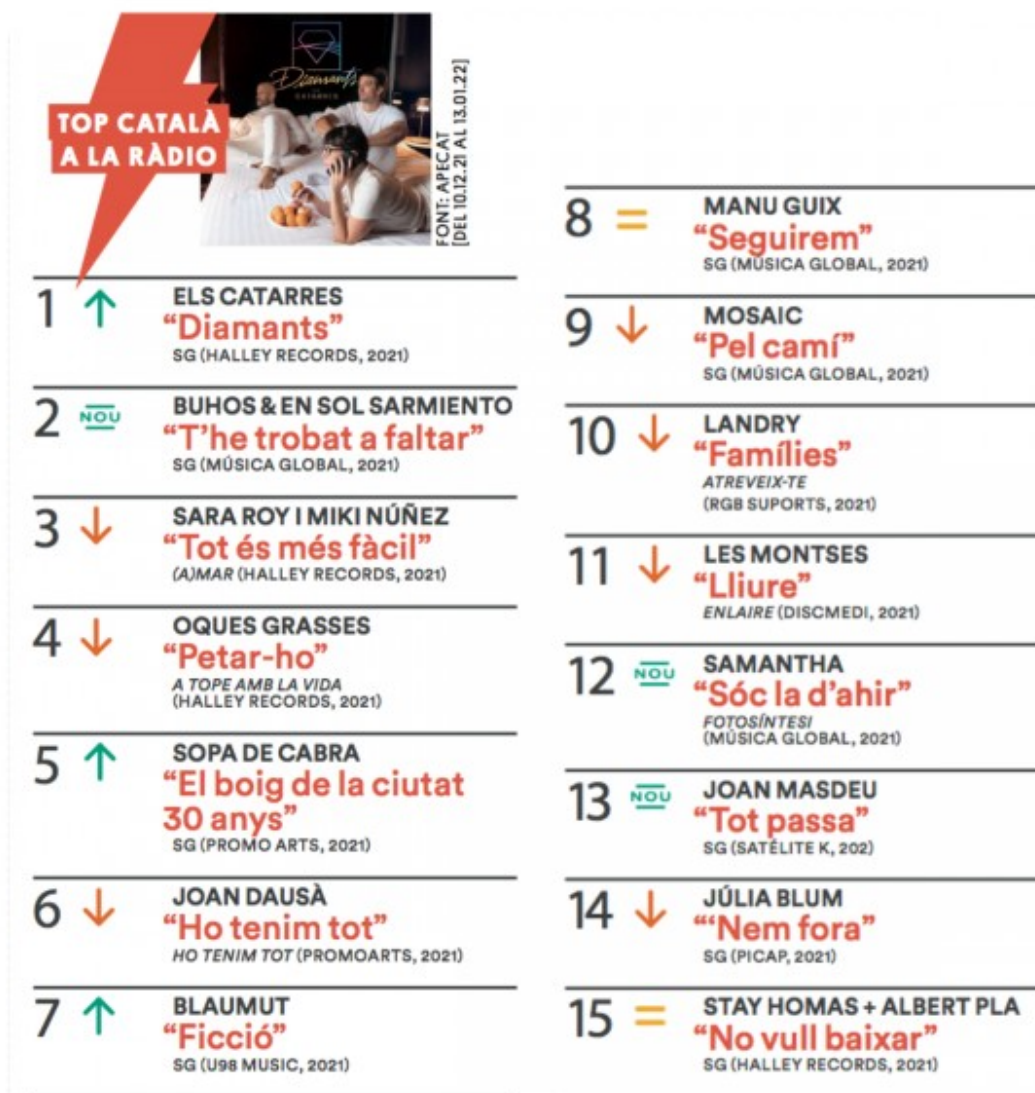 TOP CATALÀ
A LA RÀDIO
Diamants
ELS CATARRES
FONT: APECAT
[DEL 10.12.21 AL 13.01.22]
1
ELS CATARRES
“Diamants”
SG (HALLEY RECORDS, 2021)
2 NOU
BUHOS & EN SOL SARMIENTO
“T’he trobat a faltar”
SG (MÚSICA GLOBAL, 2021)
3
SARA ROY I MIKI NÚÑEZ
“Tot és més fàcil”
(A)MAR (HALLEY RECORDS, 2021)
4
OQUES GRASSES
“Petar-ho”
A TOPE AMB LA VIDA
(HALLEY RECORDS, 2021)
5
SOPA DE CABRA
“El boig de la ciutat
30 anys”
SG (PROMO ARTS, 2021)
6
JOAN DAUSÀ
“Ho tenim tot”
HO TENIM TOT (PROMOARTS, 2021)
7
BLAUMUT
“Ficció”
SG (U98 MUSIC, 2021)
8 =
MANU GUIX
“Seguirem”
SG (MÚSICA GLOBAL, 2021)
9
MOSAIC
“Pel camí”
SG (MÚSICA GLOBAL, 2021)
10
LANDRY
“Famílies”
ATREVEIX-TE
(RGB SUPORTS, 2021)
11
LES MONTSES
“Lliure”
ENLAIRE (DISCMEDI, 2021)
12 NOU
SAMANTHA
“Sóc la d’ahir”
FOTOSÍNTESI
(MÚSICA GLOBAL, 2021)
13 NOU
JOAN MASDEU
“Tot passa”
SG (SATÉLITE K, 202)
14
JÚLIA BLUM
“‘Nem fora”
SG (PICAP, 2021)
15 =
STAY HOMAS + ALBERT PLA
“No vull baixar”
SG (HALLEY RECORDS, 2021)